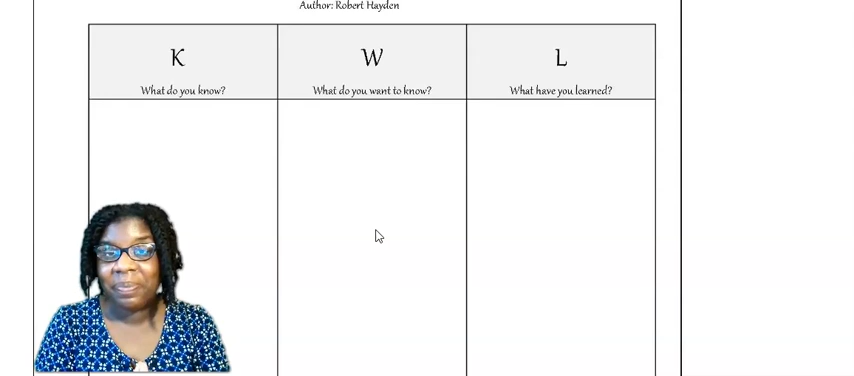 Author: Robert Hayden
K
W
L
What do you know?
What do you want to know?
What have you learned?